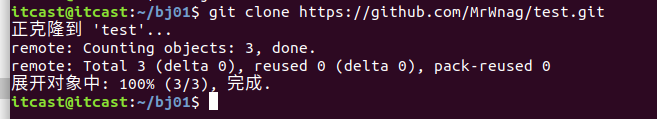 itcast@itcast:~/bj01$ git clone https://github.com/MrWnag/test.git
正克隆到 'test'...
remote: Counting objects: 3, done.
remote: Total 3 (delta 0), reused 0 (delta 0), pack-reused 0
展开对象中: 100% (3/3), 完成.
itcast@itcast:~/bj01$